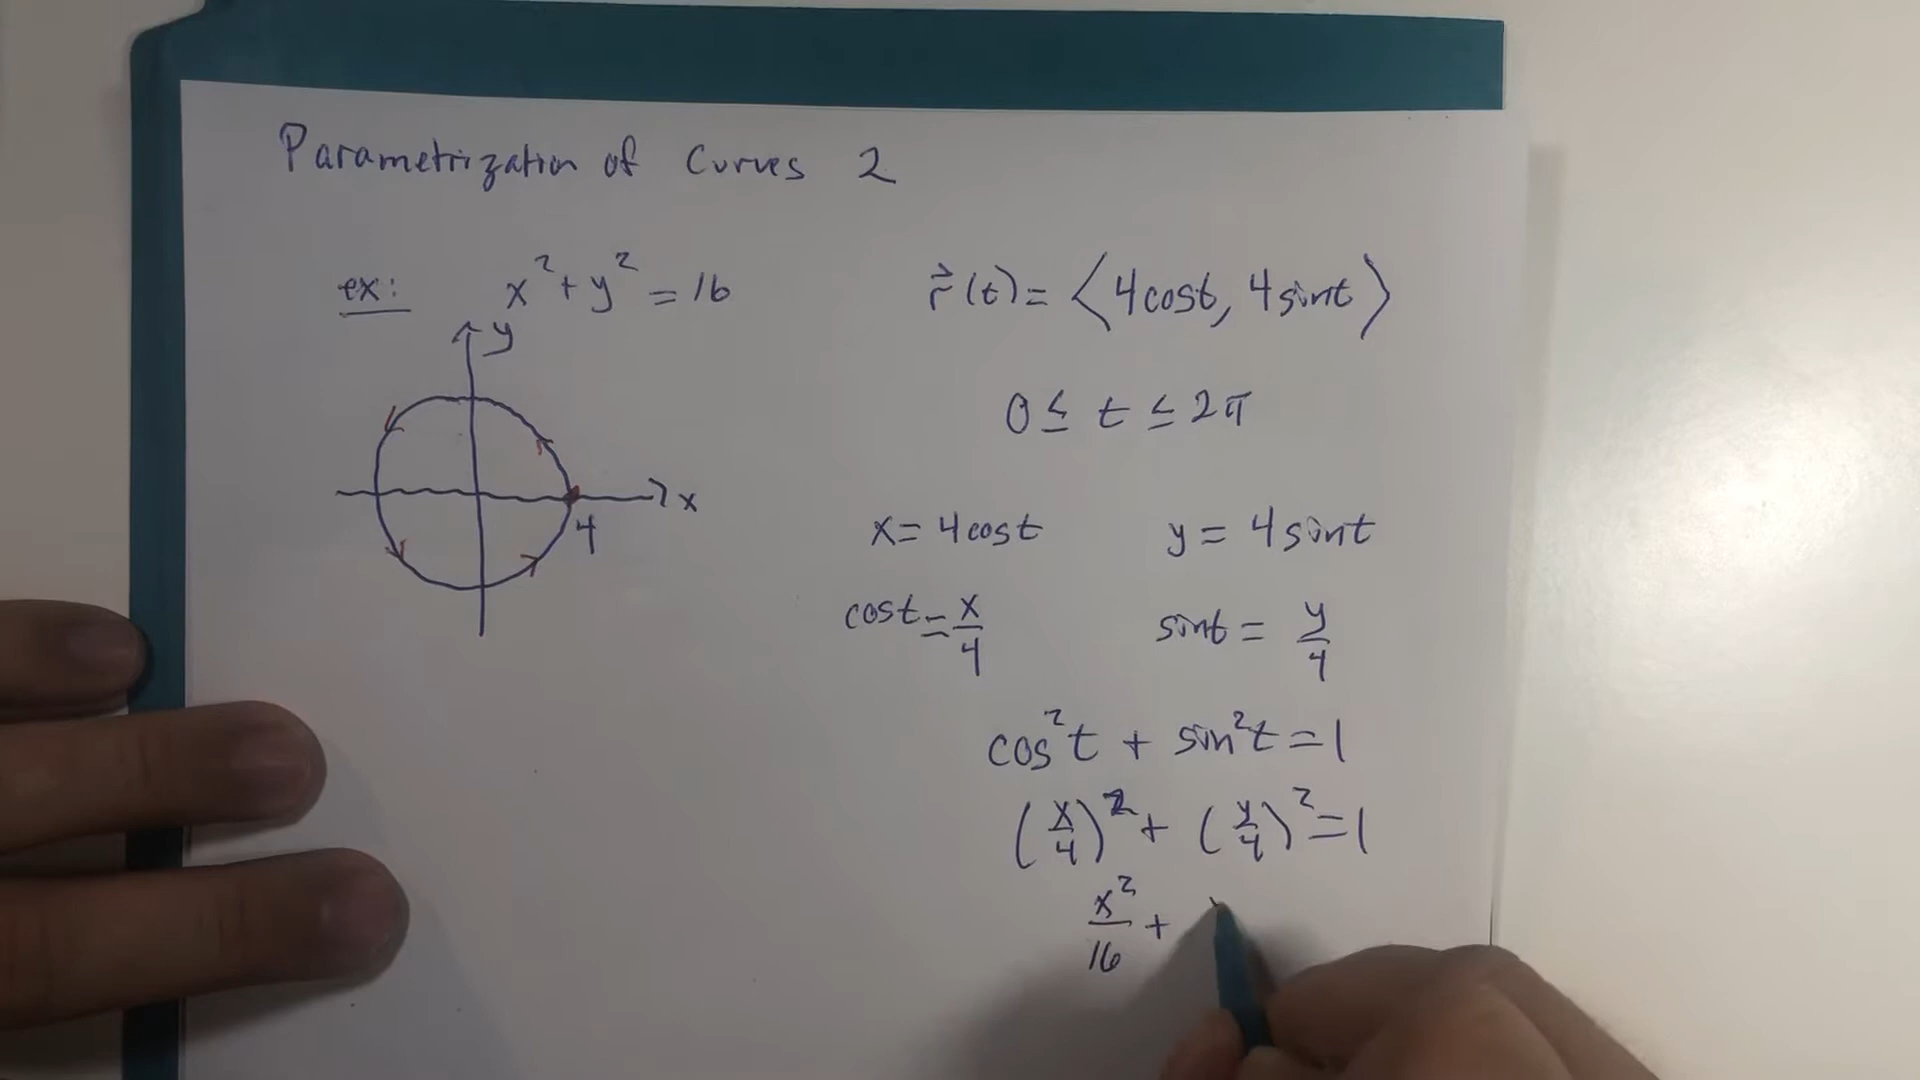 Parametrization of Curves 2
ex: x² + y² = 16
y
x
4
r⃗(t) = ⟨4cost, 4sint⟩
0 ≤ t ≤ 2π
x = 4cost y = 4sint
cost = x/4 sint = y/4
cos²t + sin²t = 1
(x/4)² + (y/4)² = 1
x²/16 +